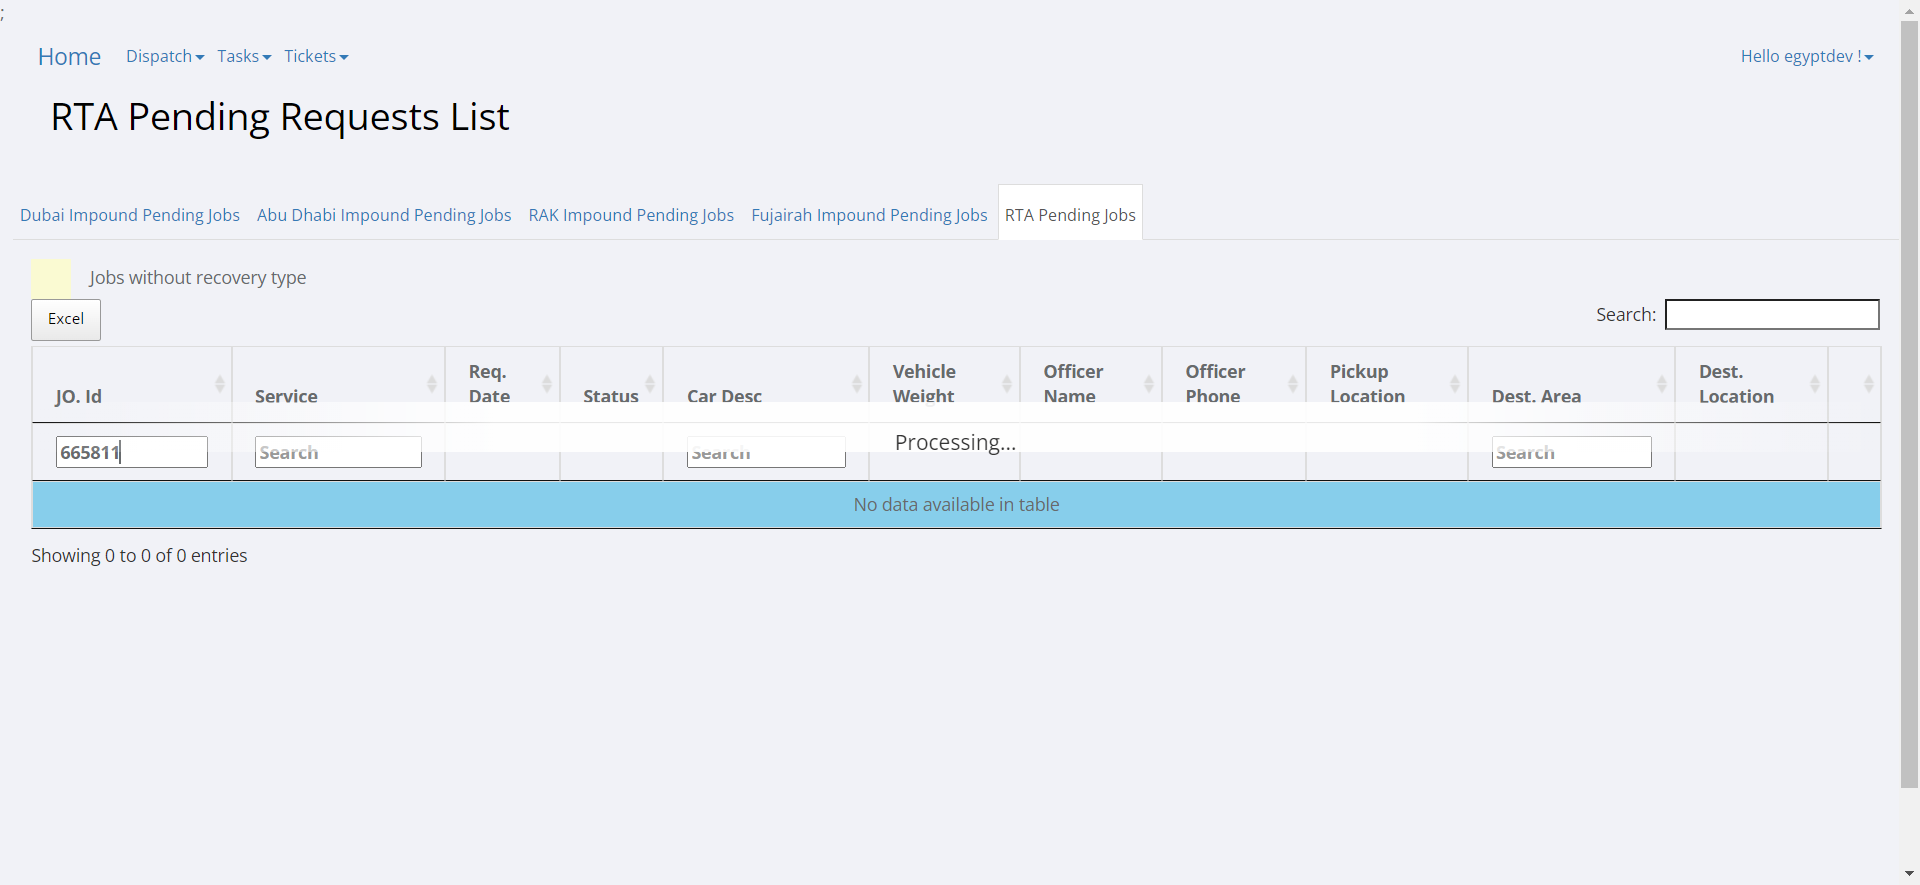 ;
Home Dispatch Tasks Tickets Hello egyptdev !
RTA Pending Requests List
Dubai Impound Pending Jobs Abu Dhabi Impound Pending Jobs RAK Impound Pending Jobs Fujairah Impound Pending Jobs RTA Pending Jobs
Jobs without recovery type
Excel Search:
JO. Id Service Req. Date Status Car Desc Vehicle Weight Officer Name Officer Phone Pickup Location Dest. Area Dest. Location
665811 Search Search Processing... Search
No data available in table
Showing 0 to 0 of 0 entries